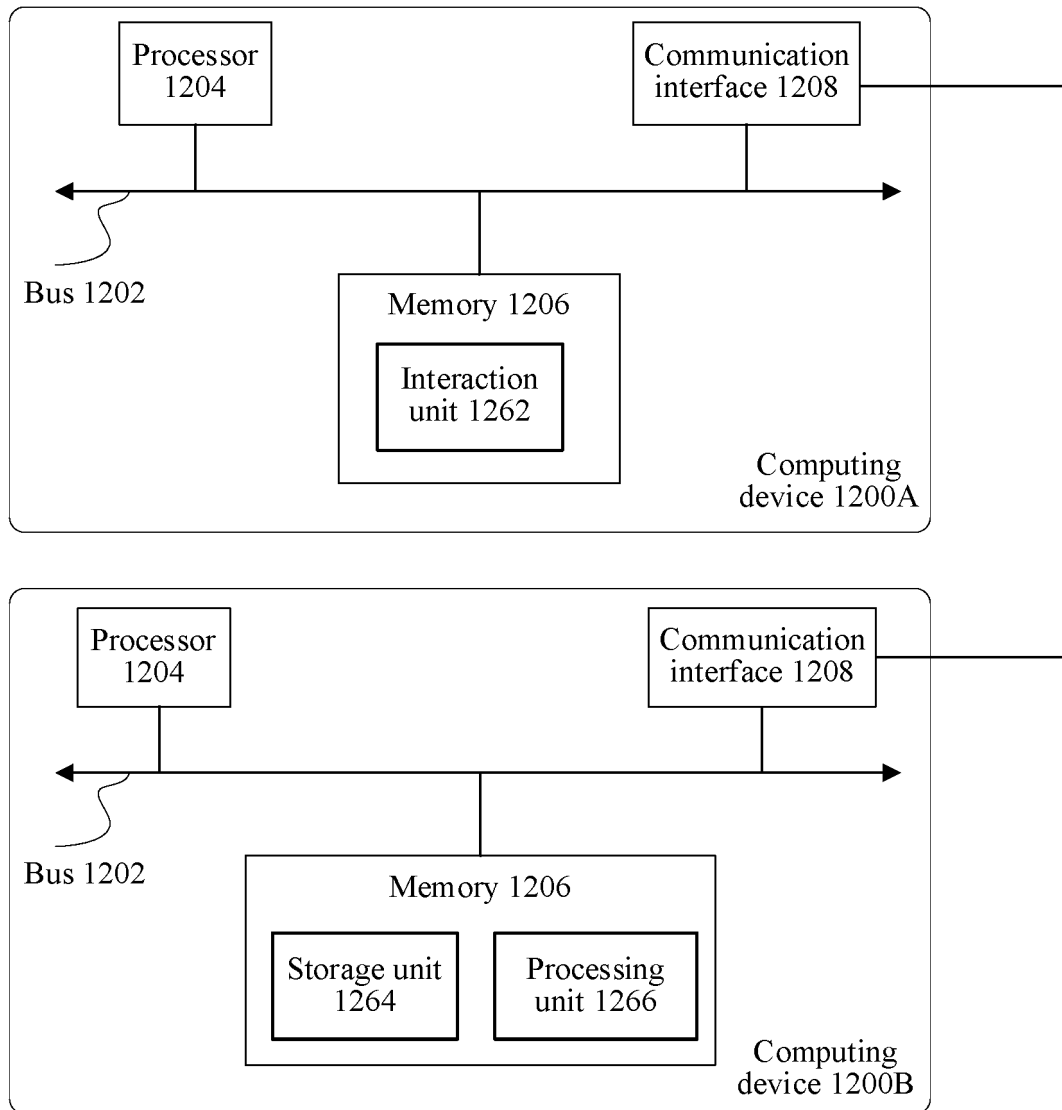 Processor
1204
Communication
interface 1208
Bus 1202
Memory 1206
Interaction
unit 1262
Computing
device 1200A
Processor
1204
Communication
interface 1208
Bus 1202
Memory 1206
Storage unit
1264
Processing
unit 1266
Computing
device 1200B